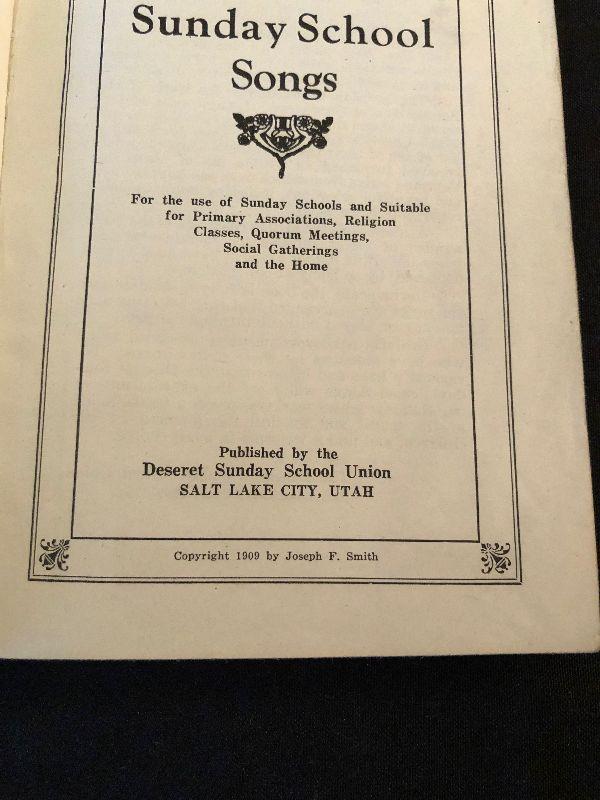 Sunday School
Songs
For the use of Sunday Schools and Suitable
for Primary Associations, Religion
Classes, Quorum Meetings,
Social Gatherings
and the Home
Published by the
Deseret Sunday School Union
SALT LAKE CITY, UTAH
Copyright 1909 by Joseph F. Smith